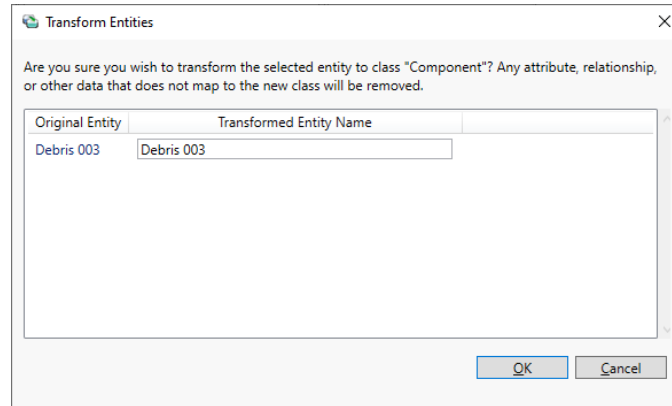 Transform Entities
Are you sure you wish to transform the selected entity to class "Component"? Any attribute, relationship,
or other data that does not map to the new class will be removed.
Original Entity Transformed Entity Name
Debris 003 Debris 003
OK Cancel